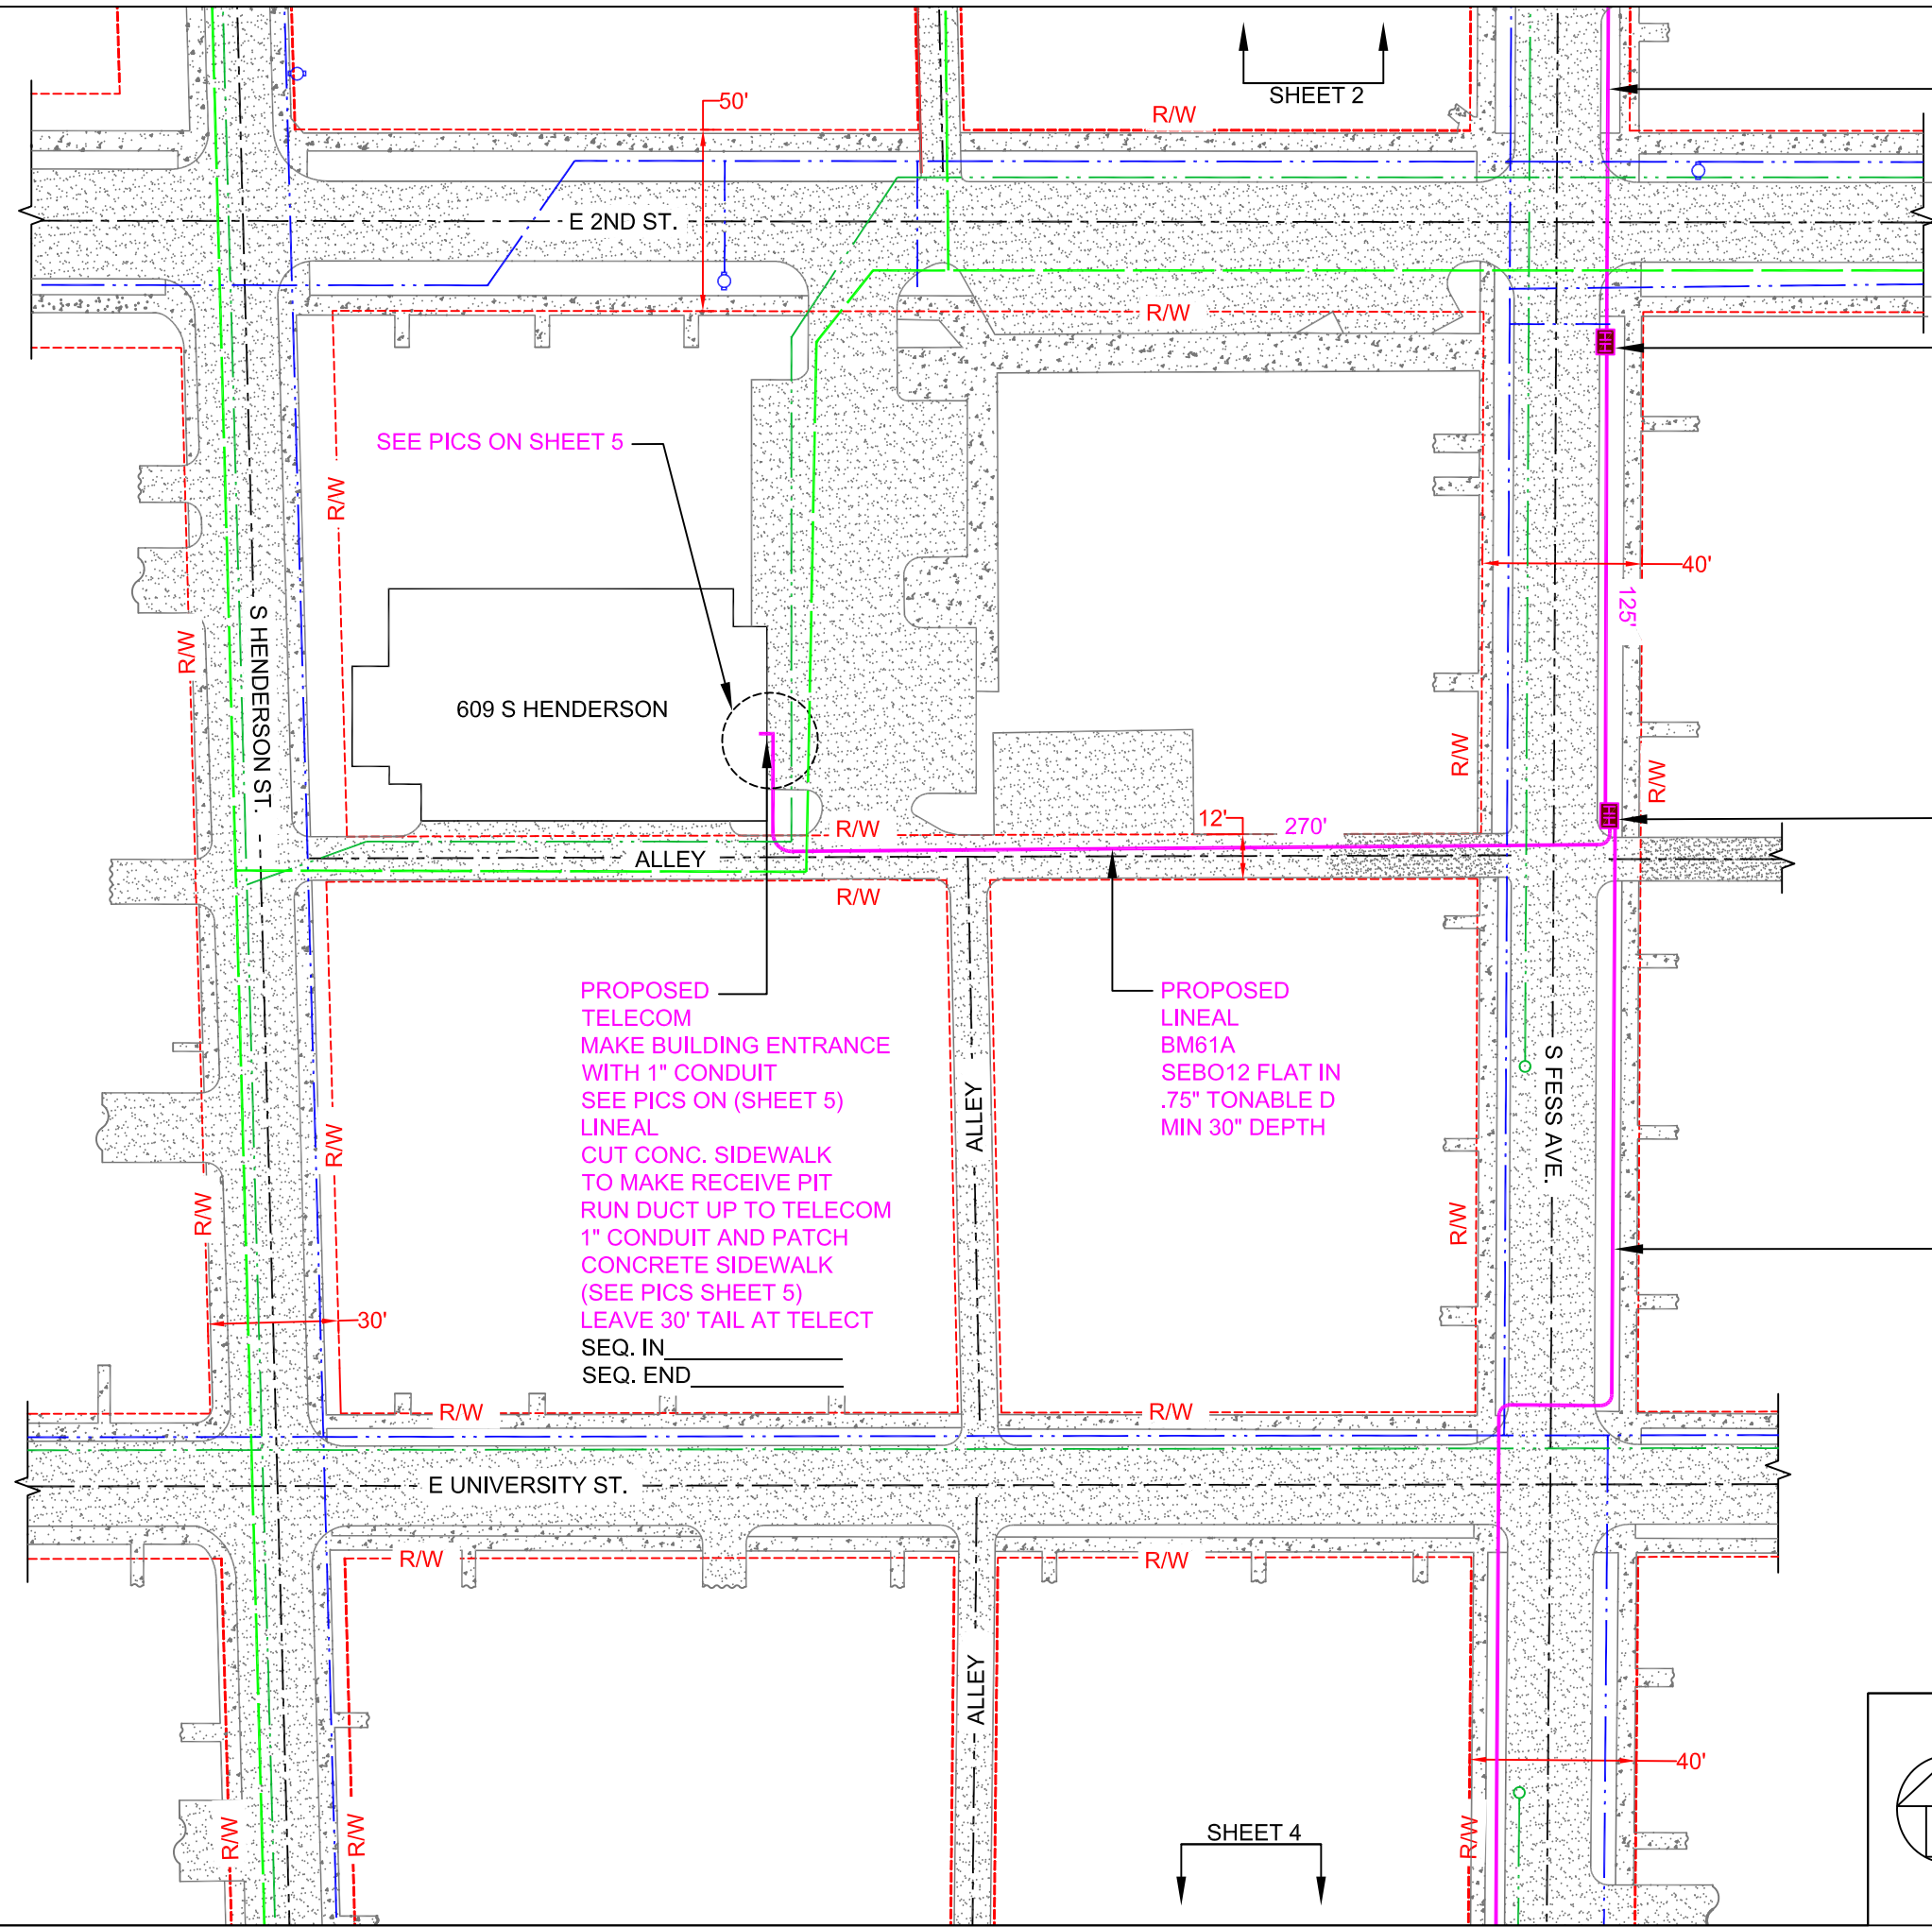 SHEET 2
50'
R/W
E 2ND ST.
R/W
SEE PICS ON SHEET 5
R/W
40'
125'
S HENDERSON ST.
R/W
609 S HENDERSON
R/W
R/W
12'
270'
R/W
ALLEY
R/W
PROPOSED
TELECOM
MAKE BUILDING ENTRANCE
WITH 1" CONDUIT
SEE PICS ON (SHEET 5)
LINEAL
CUT CONC. SIDEWALK
TO MAKE RECEIVE PIT
RUN DUCT UP TO TELECOM
1" CONDUIT AND PATCH
CONCRETE SIDEWALK
(SEE PICS SHEET 5)
LEAVE 30' TAIL AT TELECT
SEQ. IN
SEQ. END
PROPOSED
LINEAL
BM61A
SEBO12 FLAT IN
.75" TONABLE D
MIN 30" DEPTH
ALLEY
S FESS AVE.
R/W
R/W
R/W
30'
R/W
R/W
E UNIVERSITY ST.
R/W
R/W
ALLEY
40'
R/W
R/W
R/W
SHEET 4